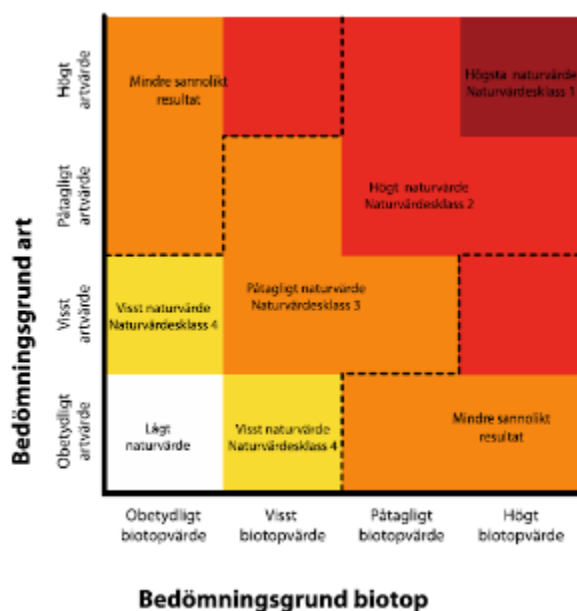 Bedömningsgrund art
Högt
artvärde
Påtagligt
artvärde
Visst
artvärde
Obetydligt
artvärde
Mindre sannolikt
resultat
Högsta naturvärde
Naturvärdesklass 1
Högt naturvärde
Naturvärdesklass 2
Påtagligt naturvärde
Naturvärdesklass 3
Visst naturvärde
Naturvärdesklass 4
Lågt
naturvärde
Visst naturvärde
Naturvärdesklass 4
Mindre sannolikt
resultat
Obetydligt
biotopvärde
Visst
biotopvärde
Påtagligt
biotopvärde
Högt
biotopvärde
Bedömningsgrund biotop